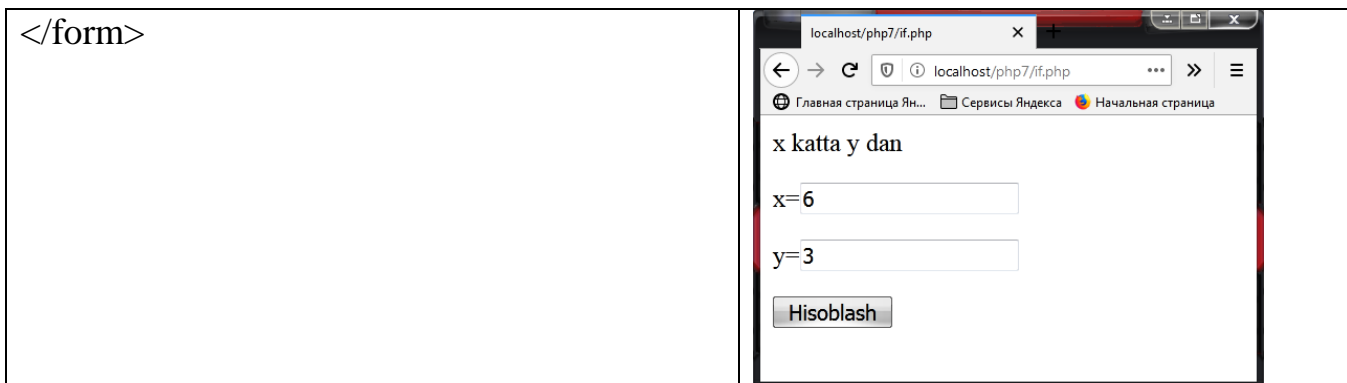 </form>
localhost/php7/if.php
localhost/php7/if.php
Главная страница Ян... Сервисы Яндекса Начальная страница
x katta y dan
x=6
y=3
Hisoblash